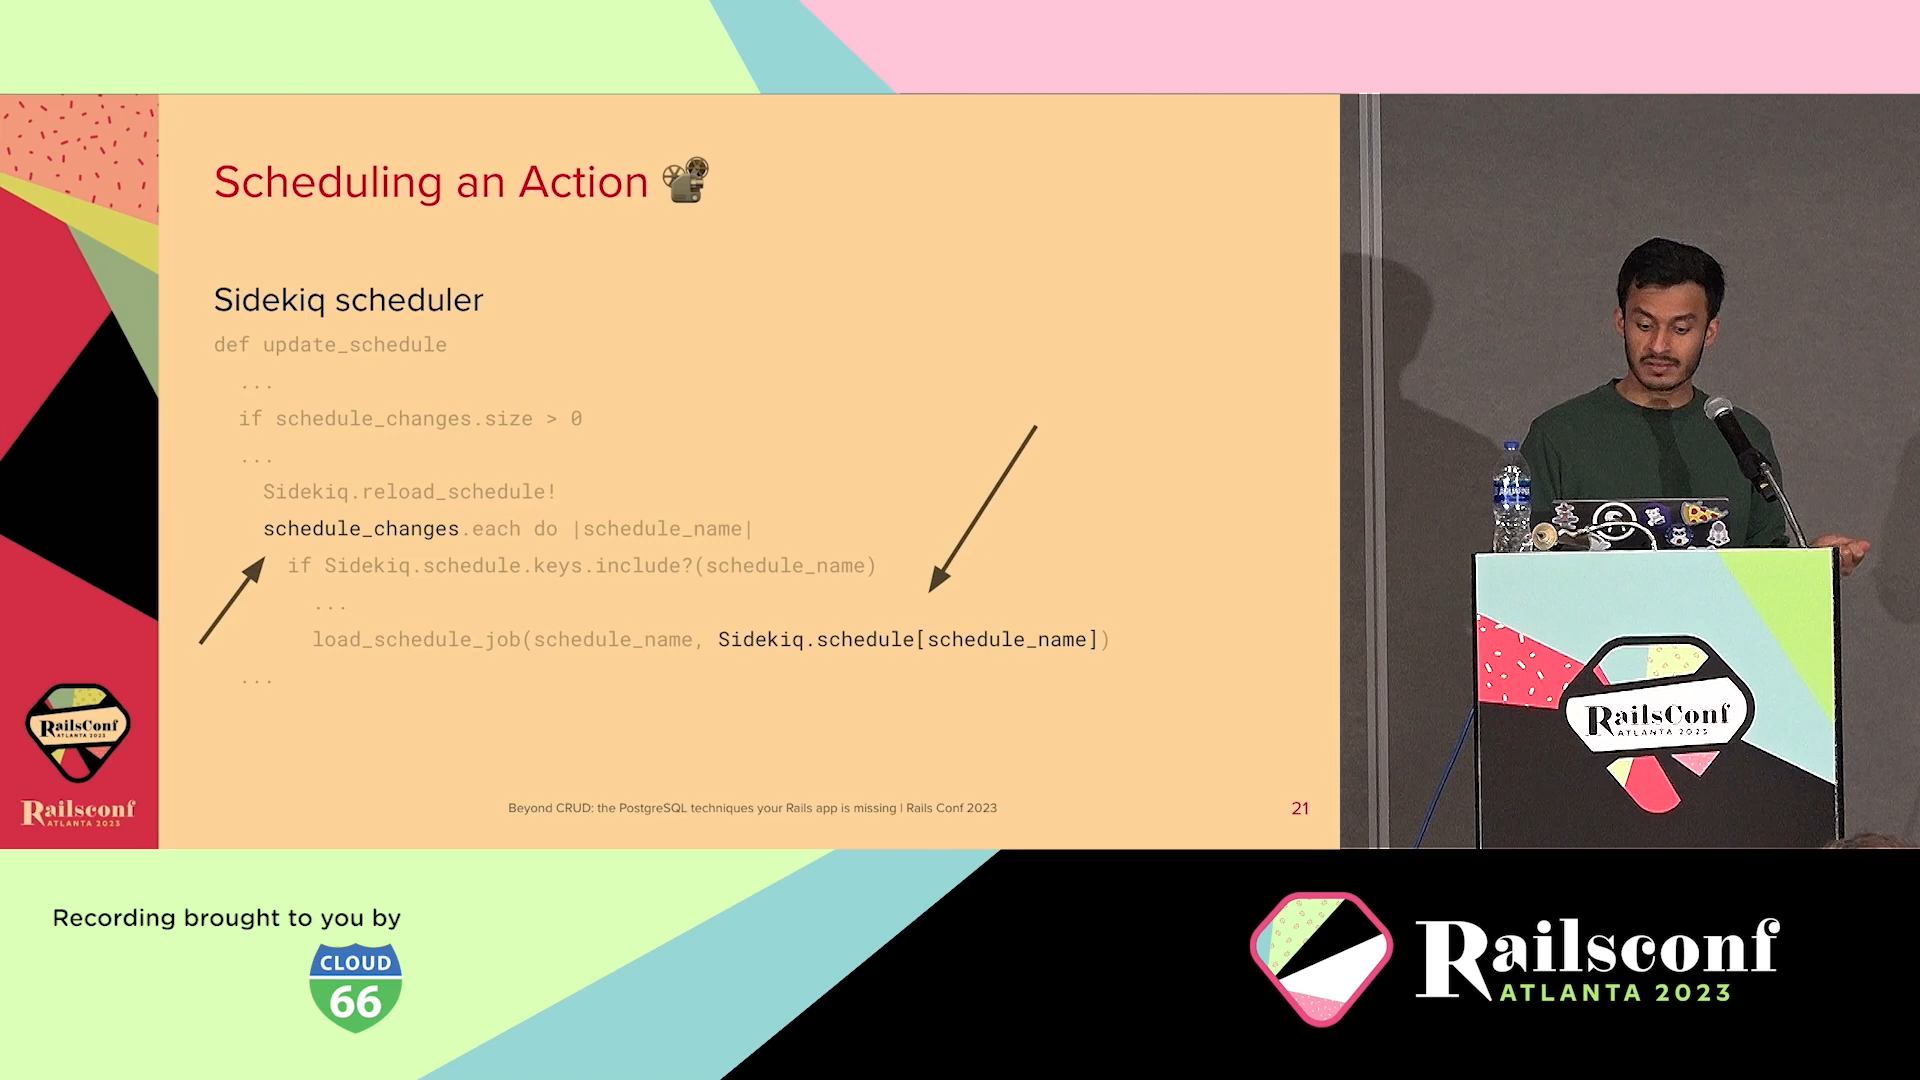 Scheduling an Action
Sidekiq scheduler
def update_schedule
...
if schedule_changes.size > 0
...
Sidekiq.reload_schedule!
schedule_changes.each do |schedule_name|
if Sidekiq.schedule.keys.include?(schedule_name)
...
load_schedule_job(schedule_name, Sidekiq.schedule[schedule_name])
...
Beyond CRUD: the PostgreSQL techniques your Rails app is missing | Rails Conf 2023
21
RailsConf
ATLANTA 2023
Railsconf
ATLANTA 2023
RailsConf
ATLANTA 2023
Recording brought to you by
CLOUD
66
Railsconf
ATLANTA 2023